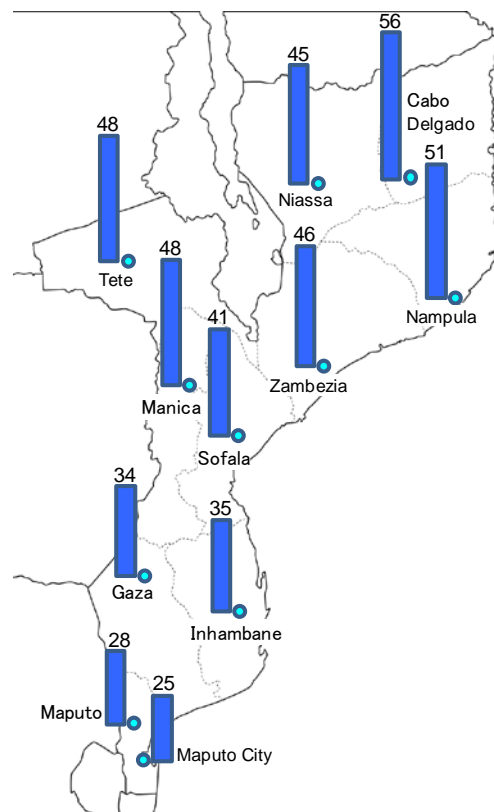 56
45
Cabo
Delgado
48
51
Niassa
46
48
Tete
Nampula
41
Zambezia
Manica
Sofala
34
35
Gaza
Inhambane
28
25
Maputo
Maputo City